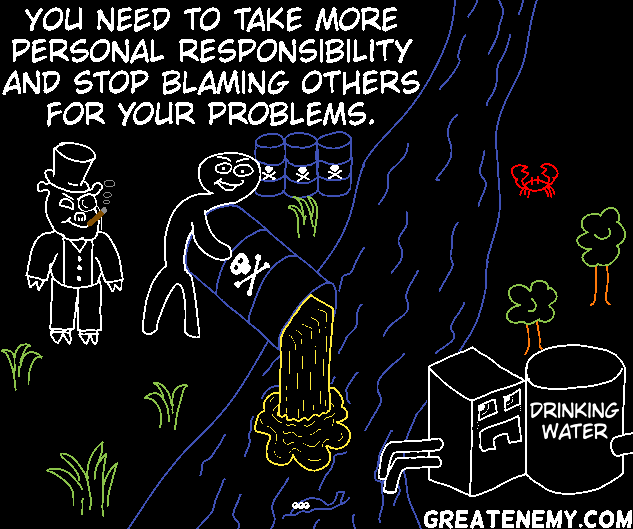 YOU NEED TO TAKE MORE
PERSONAL RESPONSIBILITY
AND STOP BLAMING OTHERS
FOR YOUR PROBLEMS.
DRINKING
WATER
GREATENEMY.COM